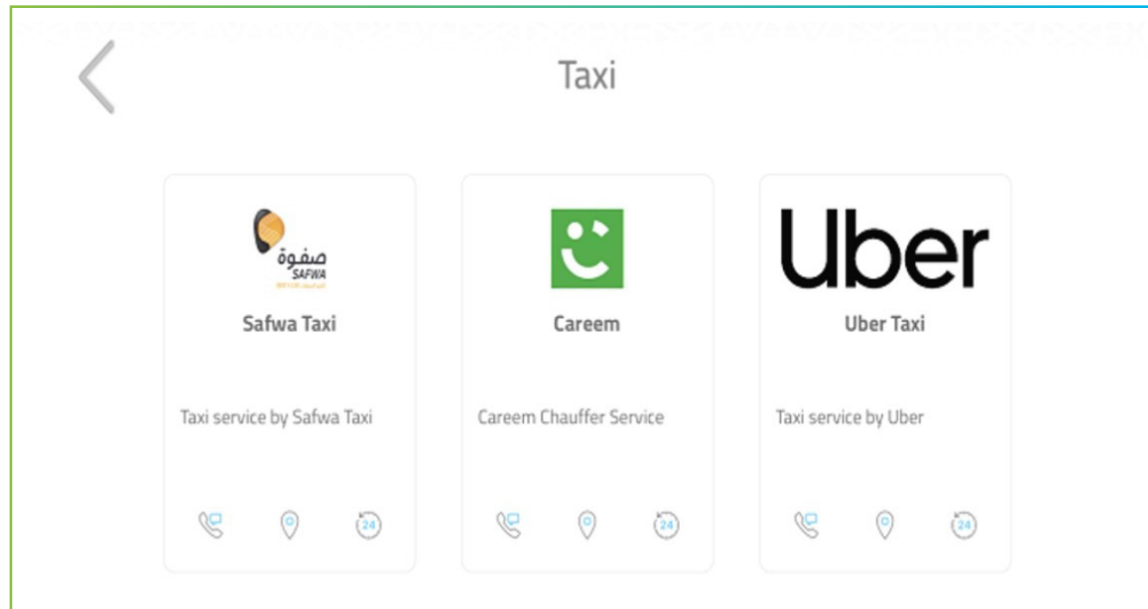 Taxi
صفوة
SAFWA
Safwa Taxi
Taxi service by Safwa Taxi
24
Careem
Careem Chauffer Service
24
Uber
Uber Taxi
Taxi service by Uber
24